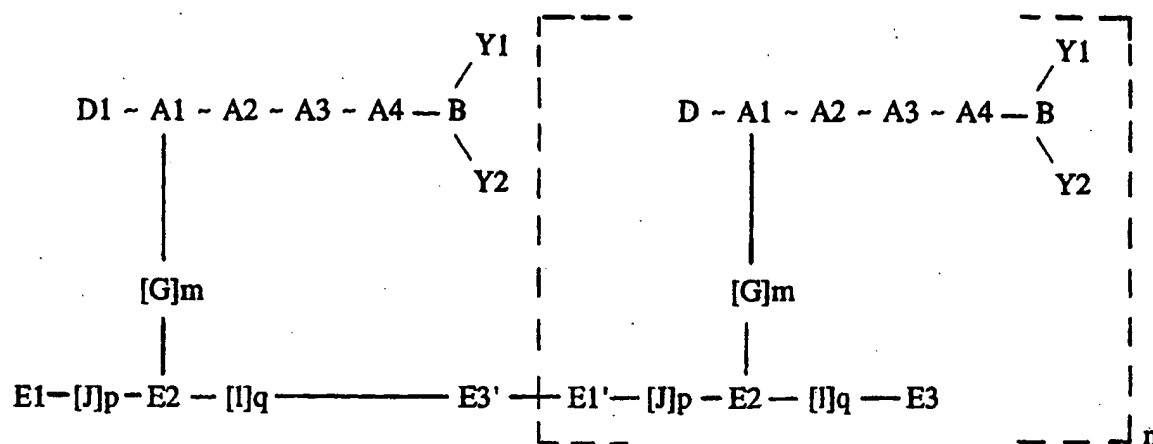 Y1 Y1
D1 ~ A1 ~ A2 ~ A3 ~ A4 — B D ~ A1 ~ A2 ~ A3 ~ A4 — B
Y2 Y2
[G]m [G]m
E1—[J]p—E2—[I]q—E3'—E1'—[J]p—E2—[I]q—E3
n